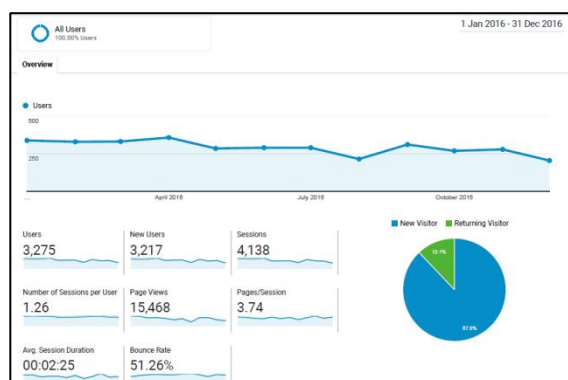 All Users
100.00% Users
1 Jan 2016 - 31 Dec 2016
Overview
Users
500
250
...
April 2016
July 2016
October 2016
Users
3,275
New Users
3,217
Sessions
4,138
New Visitor
Returning Visitor
12.1%
87.9%
Number of Sessions per User
1.26
Page Views
15,468
Pages/Session
3.74
Avg. Session Duration
00:02:25
Bounce Rate
51.26%